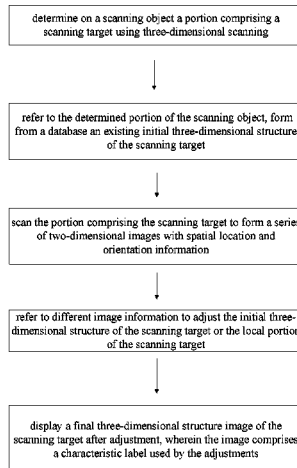 determine on a scanning object a portion comprising a
scanning target using three-dimensional scanning
refer to the determined portion of the scanning object, form
from a database an existing initial three-dimensional structure
of the scanning target
scan the portion comprising the scanning target to form a series
of two-dimensional images with spatial location and
orientation information
refer to different image information to adjust the initial three-
dimensional structure of the scanning target or the local portion
of the scanning target
display a final three-dimensional structure image of the
scanning target after adjustment, wherein the image comprises
a characteristic label used by the adjustments